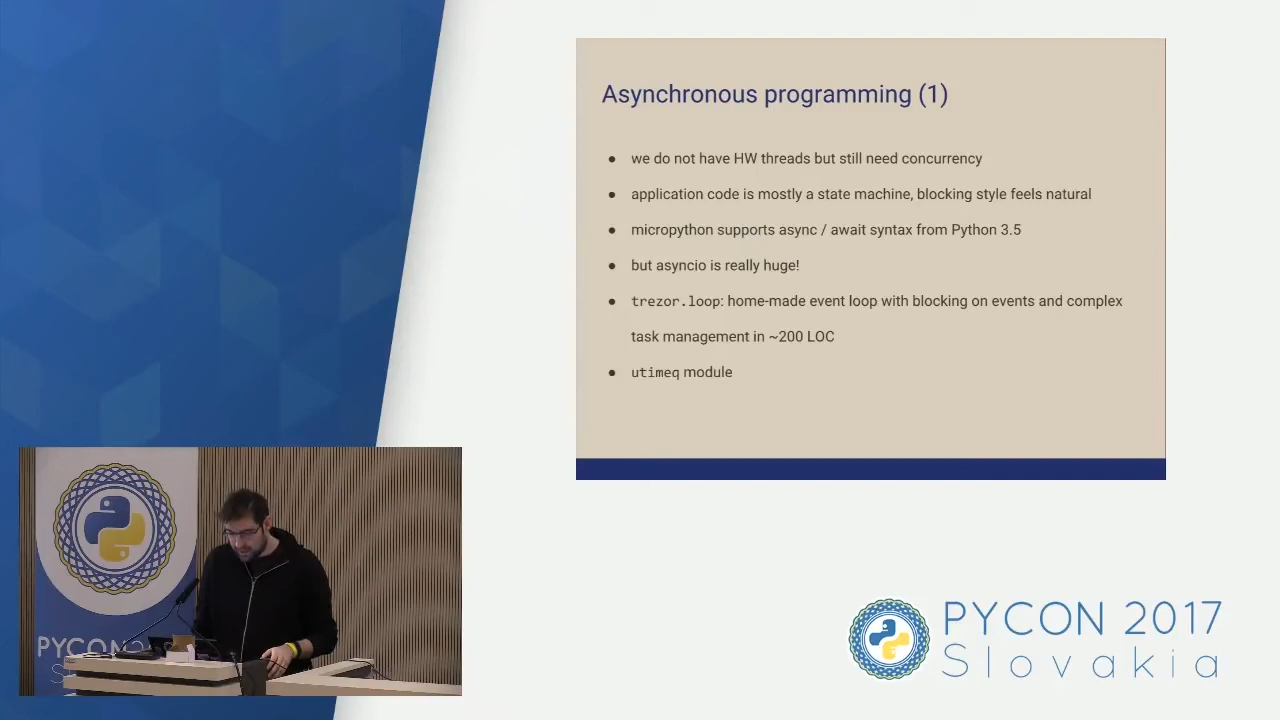 Asynchronous programming (1)
● we do not have HW threads but still need concurrency
● application code is mostly a state machine, blocking style feels natural
● micropython supports async / await syntax from Python 3.5
● but asyncio is really huge!
● trezor.loop: home-made event loop with blocking on events and complex
task management in ~200 LOC
● utimeq module
PYCON 2017
Slovakia
PYCON